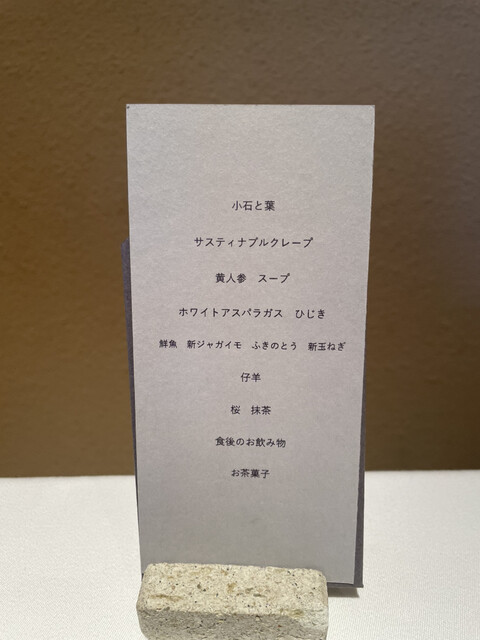 小石と葉
サスティナブルクレープ
黄人参　スープ
ホワイトアスパラガス　ひじき
鮮魚　新ジャガイモ　ふきのとう　新玉ねぎ
仔羊
桜　抹茶
食後のお飲み物
お茶菓子